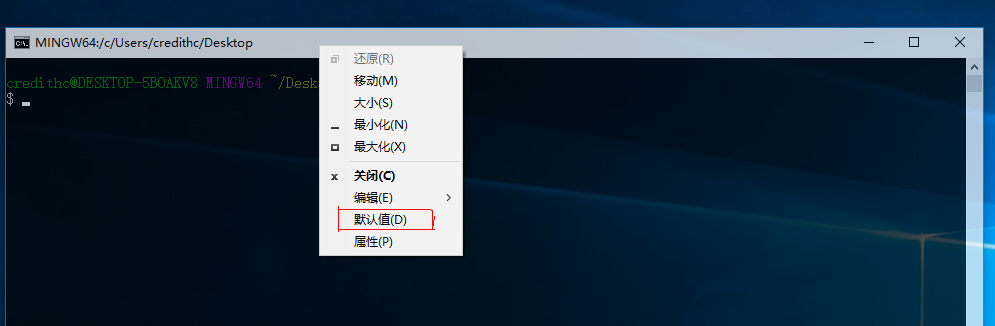 MINGW64:/c/Users/credithc/Desktop
credithc@DESKTOP-5BOAKV8 MINGW64 ~/Desk
$
还原(R)
移动(M)
大小(S)
最小化(N)
最大化(X)
关闭(C)
编辑(E)
默认值(D)
属性(P)